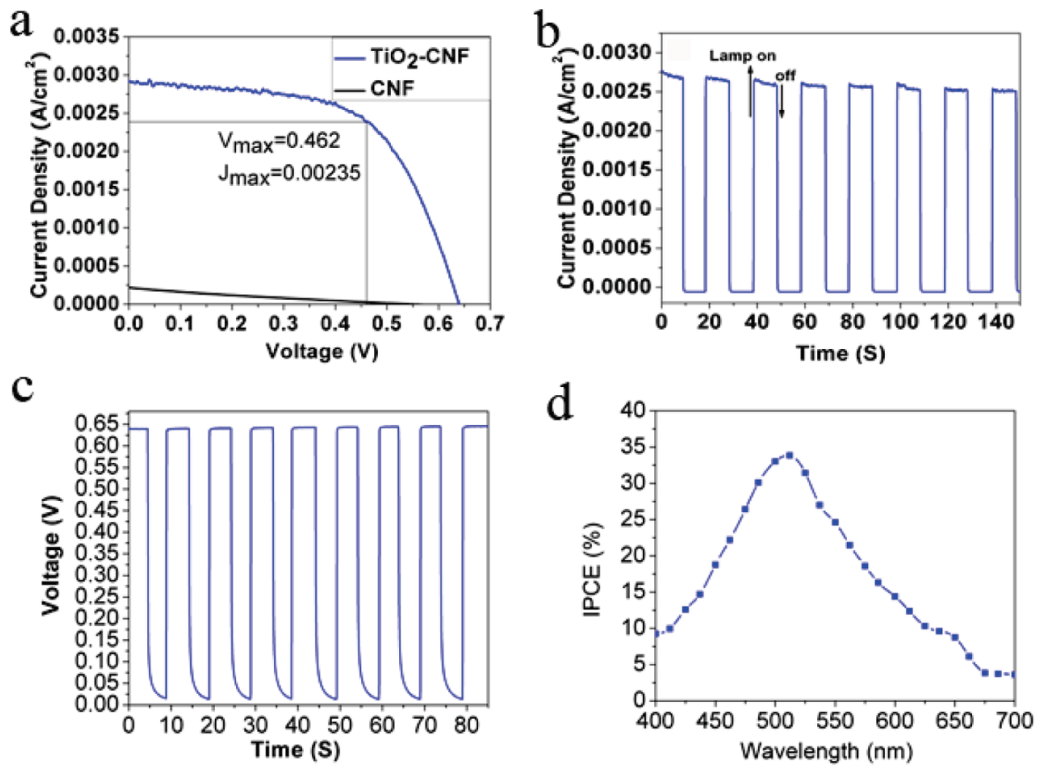 a
Current Density (A/cm²)
0.0035
0.0030
0.0025
0.0020
0.0015
0.0010
0.0005
0.0000
TiO₂-CNF
CNF
Vmax=0.462
Jmax=0.00235
0.0 0.1 0.2 0.3 0.4 0.5 0.6 0.7
Voltage (V)
b
Current Density (A/cm²)
0.0030
0.0025
0.0020
0.0015
0.0010
0.0005
0.0000
Lamp on
off
0 20 40 60 80 100 120 140
Time (S)
c
Voltage (V)
0.65
0.60
0.55
0.50
0.45
0.40
0.35
0.30
0.25
0.20
0.15
0.10
0.05
0.00
0 10 20 30 40 50 60 70 80
Time (S)
d
IPCE (%)
40
35
30
25
20
15
10
5
0
400 450 500 550 600 650 700
Wavelength (nm)